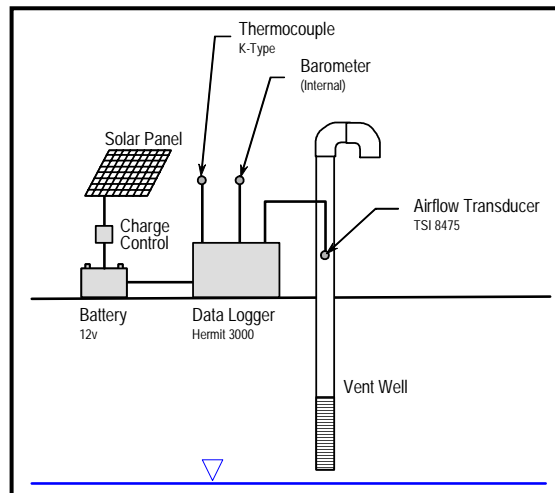 Thermocouple
K-Type
Barometer
(Internal)
Solar Panel
Charge
Control
Airflow Transducer
TSI 8475
Battery
12v
Data Logger
Hermit 3000
Vent Well